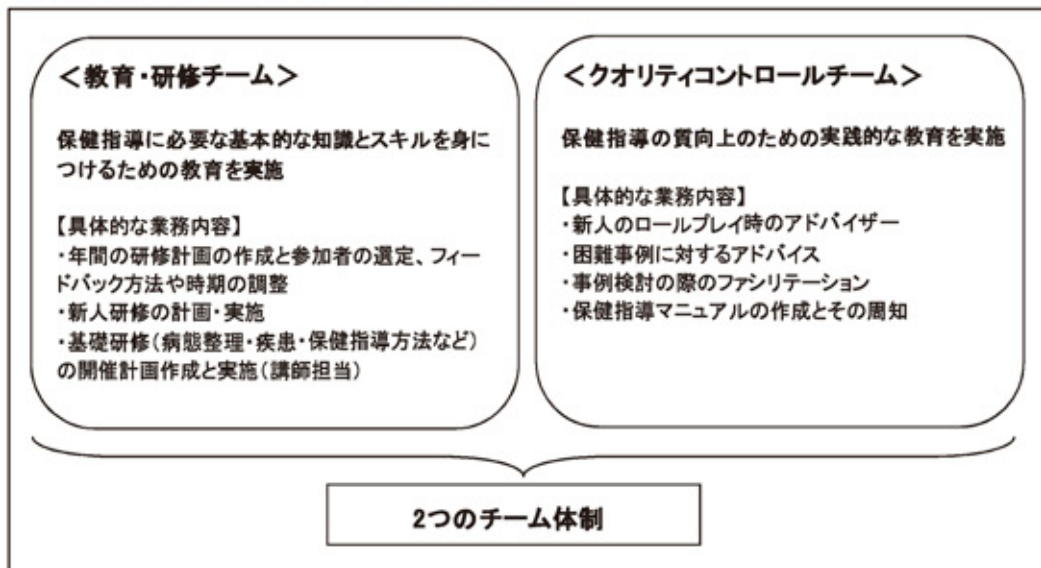 ＜教育・研修チーム＞
保健指導に必要な基本的な知識とスキルを身に
つけるための教育を実施
【具体的な業務内容】
・年間の研修計画の作成と参加者の選定、フィー
ドバック方法や時期の調整
・新人研修の計画・実施
・基礎研修（病態整理・疾患・保健指導方法など）
の開催計画作成と実施（講師担当）
＜クオリティコントロールチーム＞
保健指導の質向上のための実践的な教育を実施
【具体的な業務内容】
・新人のロールプレイ時のアドバイザー
・困難事例に対するアドバイス
・事例検討の際のファシリテーション
・保健指導マニュアルの作成とその周知
2つのチーム体制